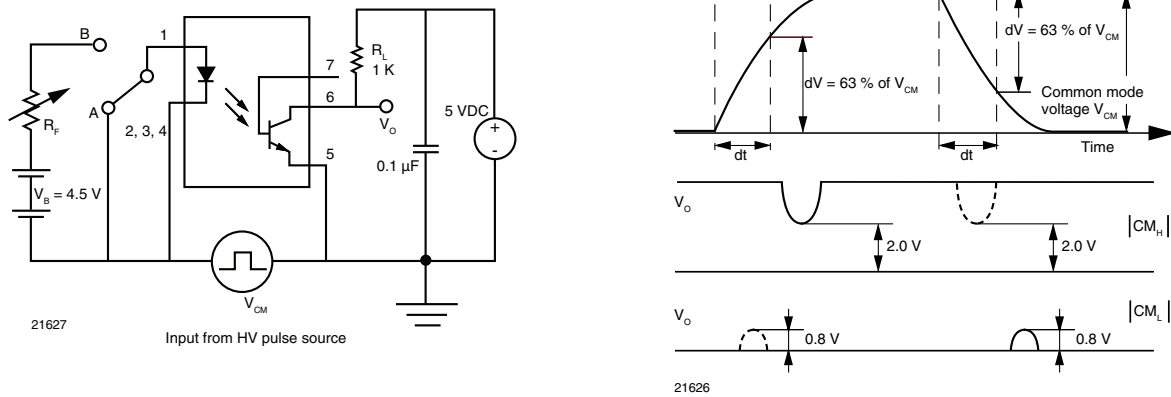 B
1
A
R_F
2, 3, 4
V_B = 4.5 V
7
6
5
R_L
1 K
V_O
5 VDC
+
-
0.1 μF
V_CM
21627
Input from HV pulse source
dV = 63 % of V_CM
dV = 63 % of V_CM
Common mode
voltage V_CM
Time
dt
dt
V_O
|CM_H|
2.0 V
2.0 V
V_O
|CM_L|
0.8 V
0.8 V
21626